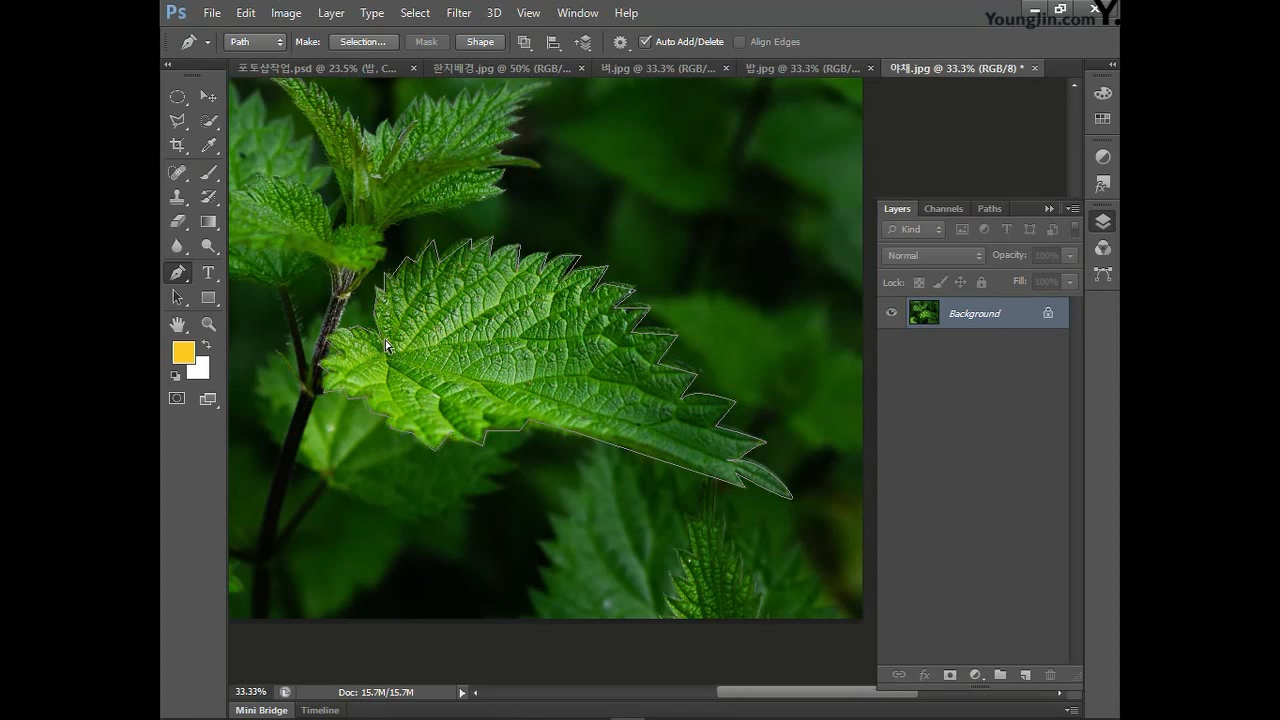 Ps File Edit Image Layer Type Select Filter 3D View Window Help
YoungJin.com Y.
Path Make: Selection... Mask Shape Auto Add/Delete Align Edges
포토샵작업.psd @ 23.5% (밥, C... × 한지배경.jpg @ 50% (RGB/... × 벼.jpg @ 33.3% (RGB/... × 밥.jpg @ 33.3% (RGB/... × 야채.jpg @ 33.3% (RGB/8) * ×
Layers Channels Paths
Kind
Normal Opacity: 100%
Lock: Fill: 100%
Background
33.33% Doc: 15.7M/15.7M
Mini Bridge Timeline